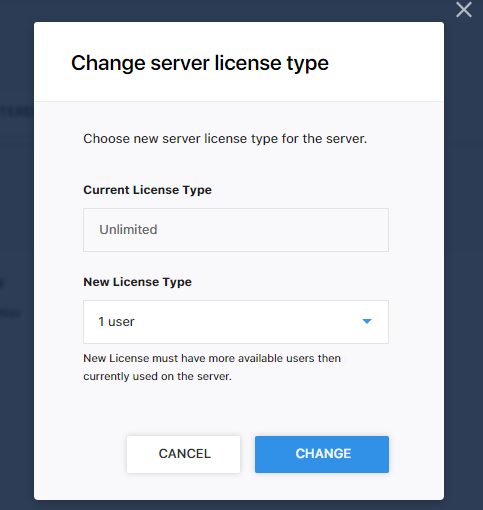 Change server license type
Choose new server license type for the server.
Current License Type
Unlimited
New License Type
1 user
New License must have more available users then
currently used on the server.
CANCEL
CHANGE